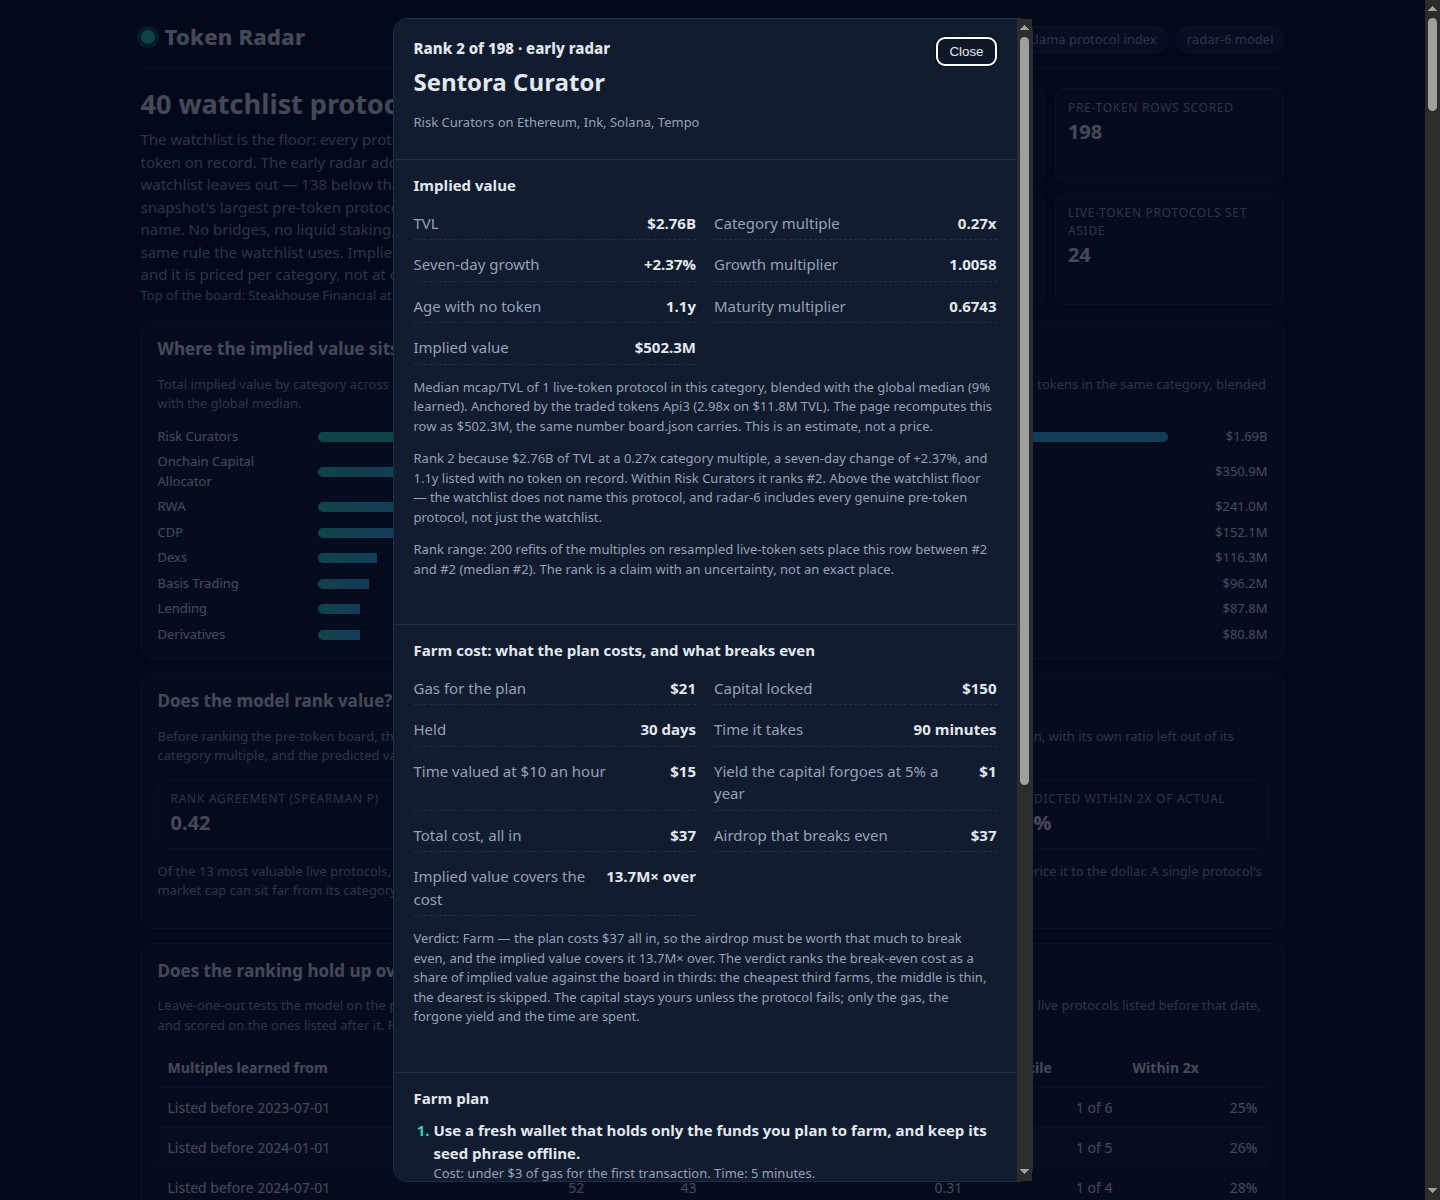 Token Radar
lama protocol index
radar-6 model
40 watchlist protoc
The watchlist is the floor: every prot
token on record. The early radar ad
watchlist leaves out — 138 below th
snapshot's largest pre-token protoc
name. No bridges, no liquid staking,
same rule the watchlist uses. Implie
and it is priced per category, not at
Top of the board: Steakhouse Financial at
PRE-TOKEN ROWS SCORED
198
LIVE-TOKEN PROTOCOLS SET
ASIDE
24
Where the implied value sits
Total implied value by category across
tokens in the same category, blended
with the global median.
Risk Curators
$1.69B
Onchain Capital
Allocator
$350.9M
RWA
$241.0M
CDP
$152.1M
Dexs
$116.3M
Basis Trading
$96.2M
Lending
$87.8M
Derivatives
$80.8M
Does the model rank value?
Before ranking the pre-token board, th
n, with its own ratio left out of its
category multiple, and the predicted va
RANK AGREEMENT (SPEARMAN Ρ)
0.42
DICTED WITHIN 2X OF ACTUAL
%
Of the 13 most valuable live protocols,
rice it to the dollar. A single protocol's
market cap can sit far from its category
Does the ranking hold up ov
Leave-one-out tests the model on the p
live protocols listed before that date,
and scored on the ones listed after it. F
Multiples learned from
tile
Within 2x
Listed before 2023-07-01
1 of 6
25%
Listed before 2024-01-01
1 of 5
26%
Listed before 2024-07-01
52
43
0.31
1 of 4
28%
Rank 2 of 198 · early radar
Close
Sentora Curator
Risk Curators on Ethereum, Ink, Solana, Tempo
Implied value
TVL $2.76B
Category multiple 0.27x
Seven-day growth +2.37%
Growth multiplier 1.0058
Age with no token 1.1y
Maturity multiplier 0.6743
Implied value $502.3M
Median mcap/TVL of 1 live-token protocol in this category, blended with the global median (9%
learned). Anchored by the traded tokens Api3 (2.98x on $11.8M TVL). The page recomputes this
row as $502.3M, the same number board.json carries. This is an estimate, not a price.
Rank 2 because $2.76B of TVL at a 0.27x category multiple, a seven-day change of +2.37%, and
1.1y listed with no token on record. Within Risk Curators it ranks #2. Above the watchlist floor
— the watchlist does not name this protocol, and radar-6 includes every genuine pre-token
protocol, not just the watchlist.
Rank range: 200 refits of the multiples on resampled live-token sets place this row between #2
and #2 (median #2). The rank is a claim with an uncertainty, not an exact place.
Farm cost: what the plan costs, and what breaks even
Gas for the plan $21
Capital locked $150
Held 30 days
Time it takes 90 minutes
Time valued at $10 an hour $15
Yield the capital forgoes at 5% a $1
year
Total cost, all in $37
Airdrop that breaks even $37
Implied value covers the 13.7M× over
cost
Verdict: Farm — the plan costs $37 all in, so the airdrop must be worth that much to break
even, and the implied value covers it 13.7M× over. The verdict ranks the break-even cost as a
share of implied value against the board in thirds: the cheapest third farms, the middle is thin,
the dearest is skipped. The capital stays yours unless the protocol fails; only the gas, the
forgone yield and the time are spent.
Farm plan
1. Use a fresh wallet that holds only the funds you plan to farm, and keep its
seed phrase offline.
Cost: under $3 of gas for the first transaction. Time: 5 minutes.